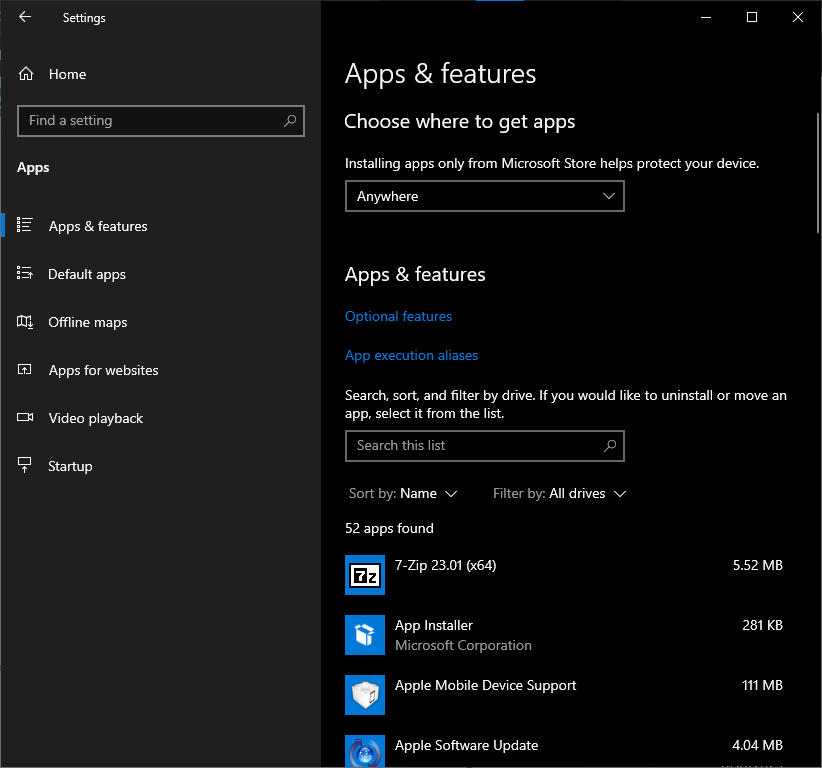 Settings
Home
Find a setting
Apps
Apps & features
Default apps
Offline maps
Apps for websites
Video playback
Startup
Apps & features
Choose where to get apps
Installing apps only from Microsoft Store helps protect your device.
Anywhere
Apps & features
Optional features
App execution aliases
Search, sort, and filter by drive. If you would like to uninstall or move an
app, select it from the list.
Search this list
Sort by: Name Filter by: All drives
52 apps found
7-Zip 23.01 (x64) 5.52 MB
7z
App Installer 281 KB
Microsoft Corporation
Apple Mobile Device Support 111 MB
Apple Software Update 4.04 MB